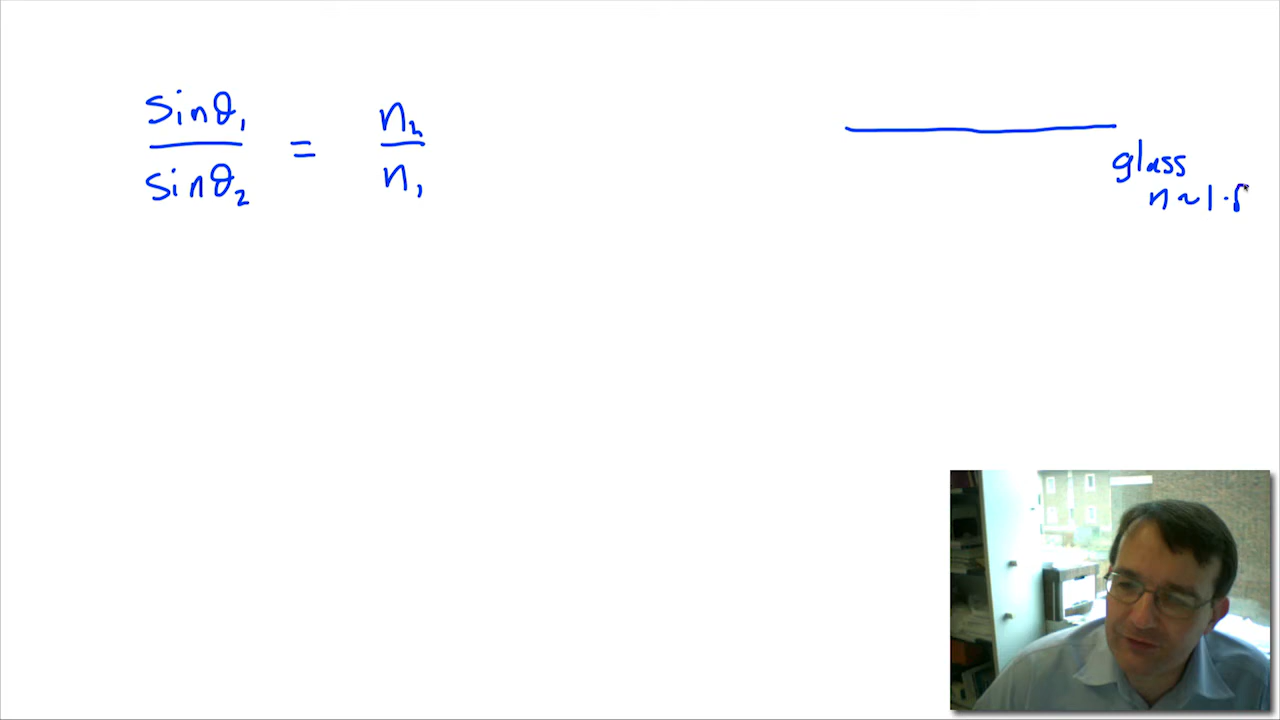 sinθ₁
sinθ₂
=
n₂
n₁
glass
n ~ 1.5